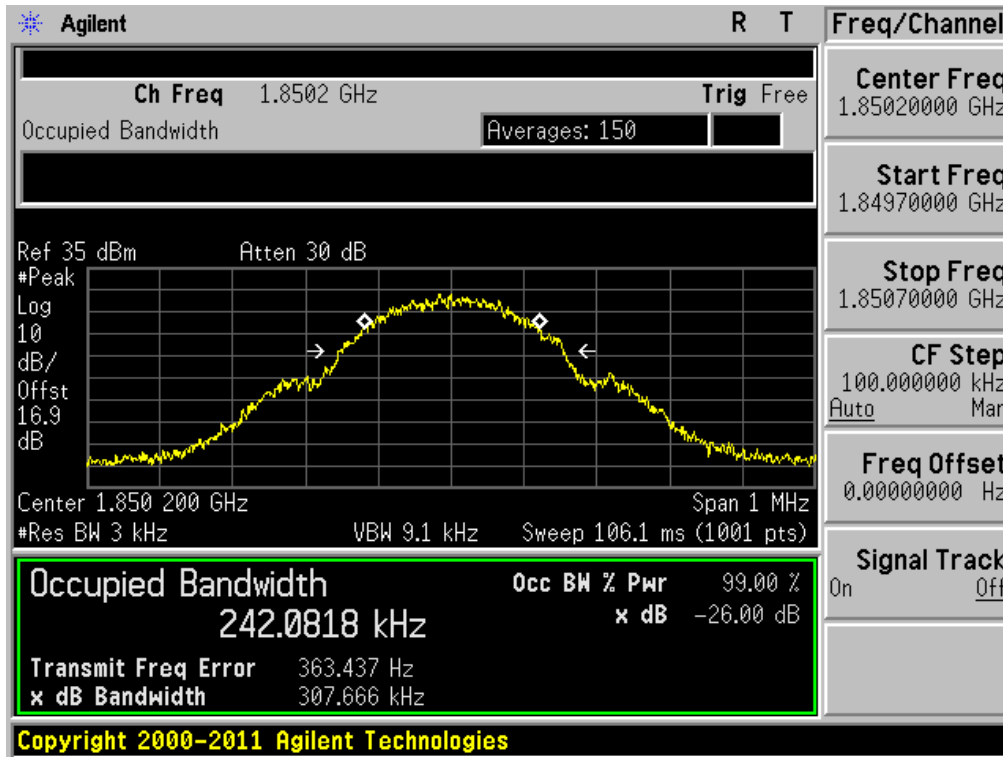 Agilent R T
Ch Freq 1.8502 GHz Trig Free
Occupied Bandwidth Averages: 150
Ref 35 dBm Atten 30 dB
#Peak
Log
10
dB/
Offst
16.9
dB
Center 1.850 200 GHz Span 1 MHz
#Res BW 3 kHz VBW 9.1 kHz Sweep 106.1 ms (1001 pts)
Occupied Bandwidth Occ BW % Pwr 99.00 %
242.0818 kHz x dB -26.00 dB
Transmit Freq Error 363.437 Hz
x dB Bandwidth 307.666 kHz
Copyright 2000-2011 Agilent Technologies
Freq/Channel
Center Freq
1.85020000 GHz
Start Freq
1.84970000 GHz
Stop Freq
1.85070000 GHz
CF Step
100.000000 kHz
Auto Man
Freq Offset
0.00000000 Hz
Signal Track
On Off